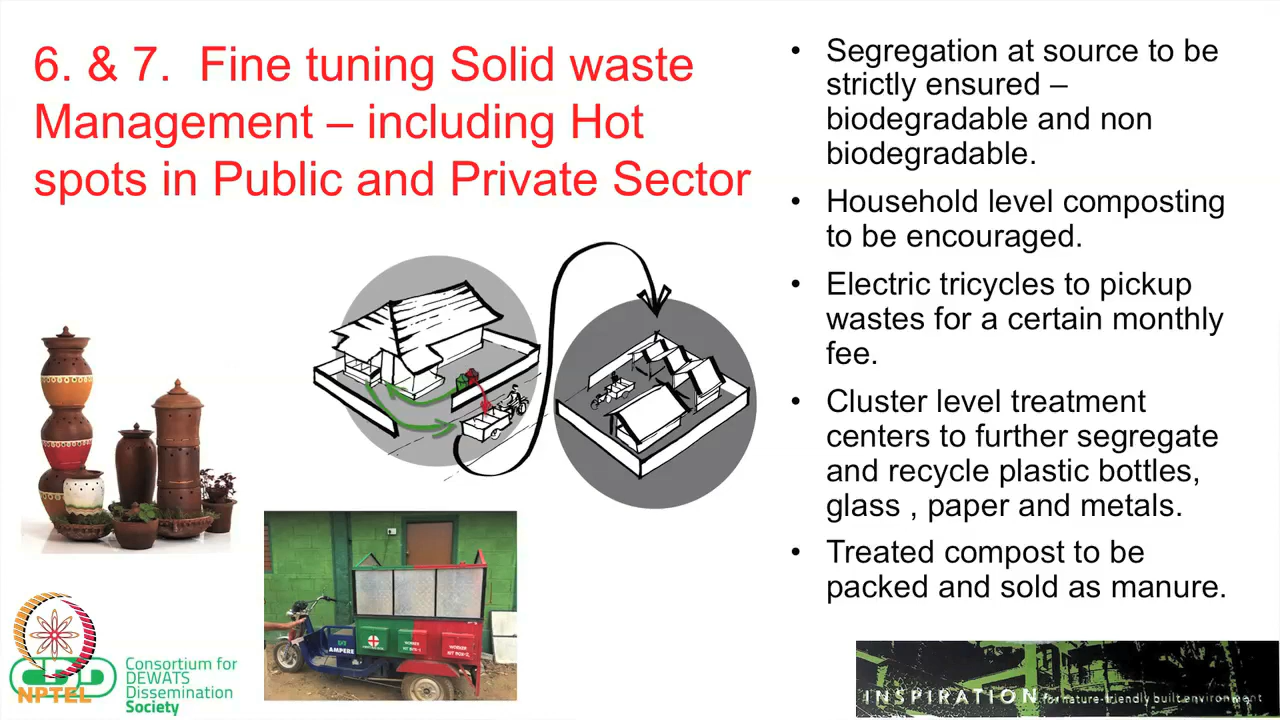 6. & 7. Fine tuning Solid waste
Management – including Hot
spots in Public and Private Sector
• Segregation at source to be
strictly ensured –
biodegradable and non
biodegradable.
• Household level composting
to be encouraged.
• Electric tricycles to pickup
wastes for a certain monthly
fee.
• Cluster level treatment
centers to further segregate
and recycle plastic bottles,
glass , paper and metals.
• Treated compost to be
packed and sold as manure.
AMPERE
NPTEL
Consortium for
DEWATS
Dissemination
Society
INSPIRATION for nature-friendly built environment